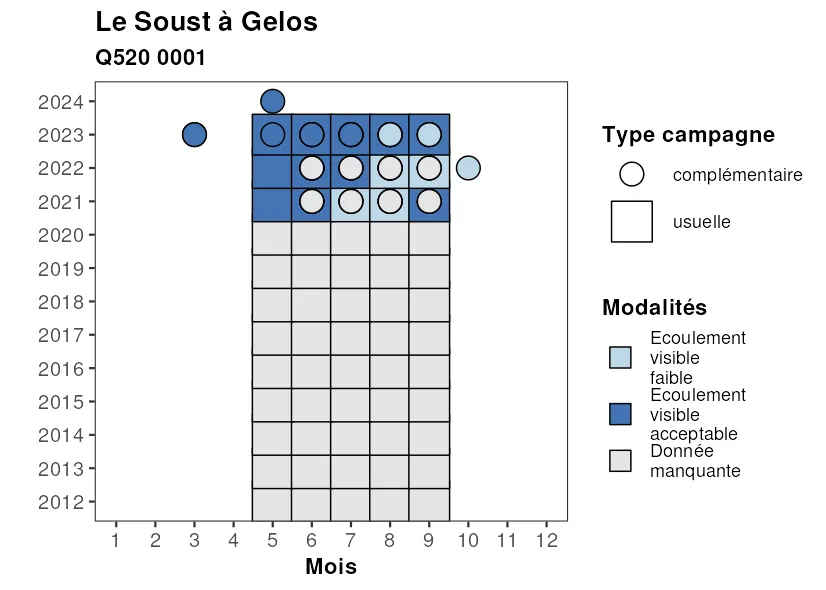 Le Soust à Gelos
Q520 0001
2024
2023
2022
2021
2020
2019
2018
2017
2016
2015
2014
2013
2012
1 2 3 4 5 6 7 8 9 10 11 12
Mois
Type campagne
complémentaire
usuelle
Modalités
Ecoulement
visible
faible
Ecoulement
visible
acceptable
Donnée
manquante